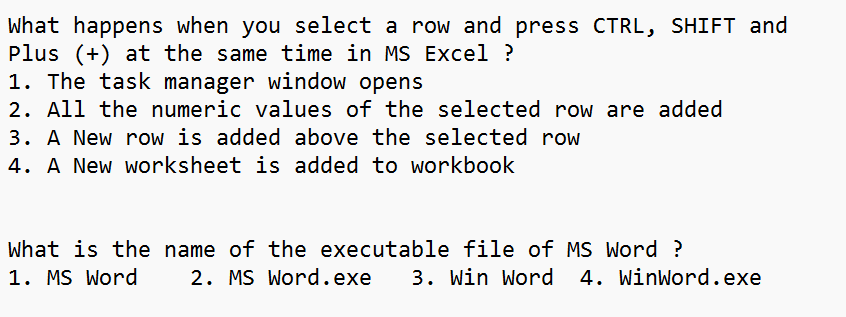 What happens when you select a row and press CTRL, SHIFT and
Plus (+) at the same time in MS Excel ?
1. The task manager window opens
2. All the numeric values of the selected row are added
3. A New row is added above the selected row
4. A New worksheet is added to workbook
What is the name of the executable file of MS Word ?
1. MS Word 2. MS Word.exe 3. Win Word 4. WinWord.exe